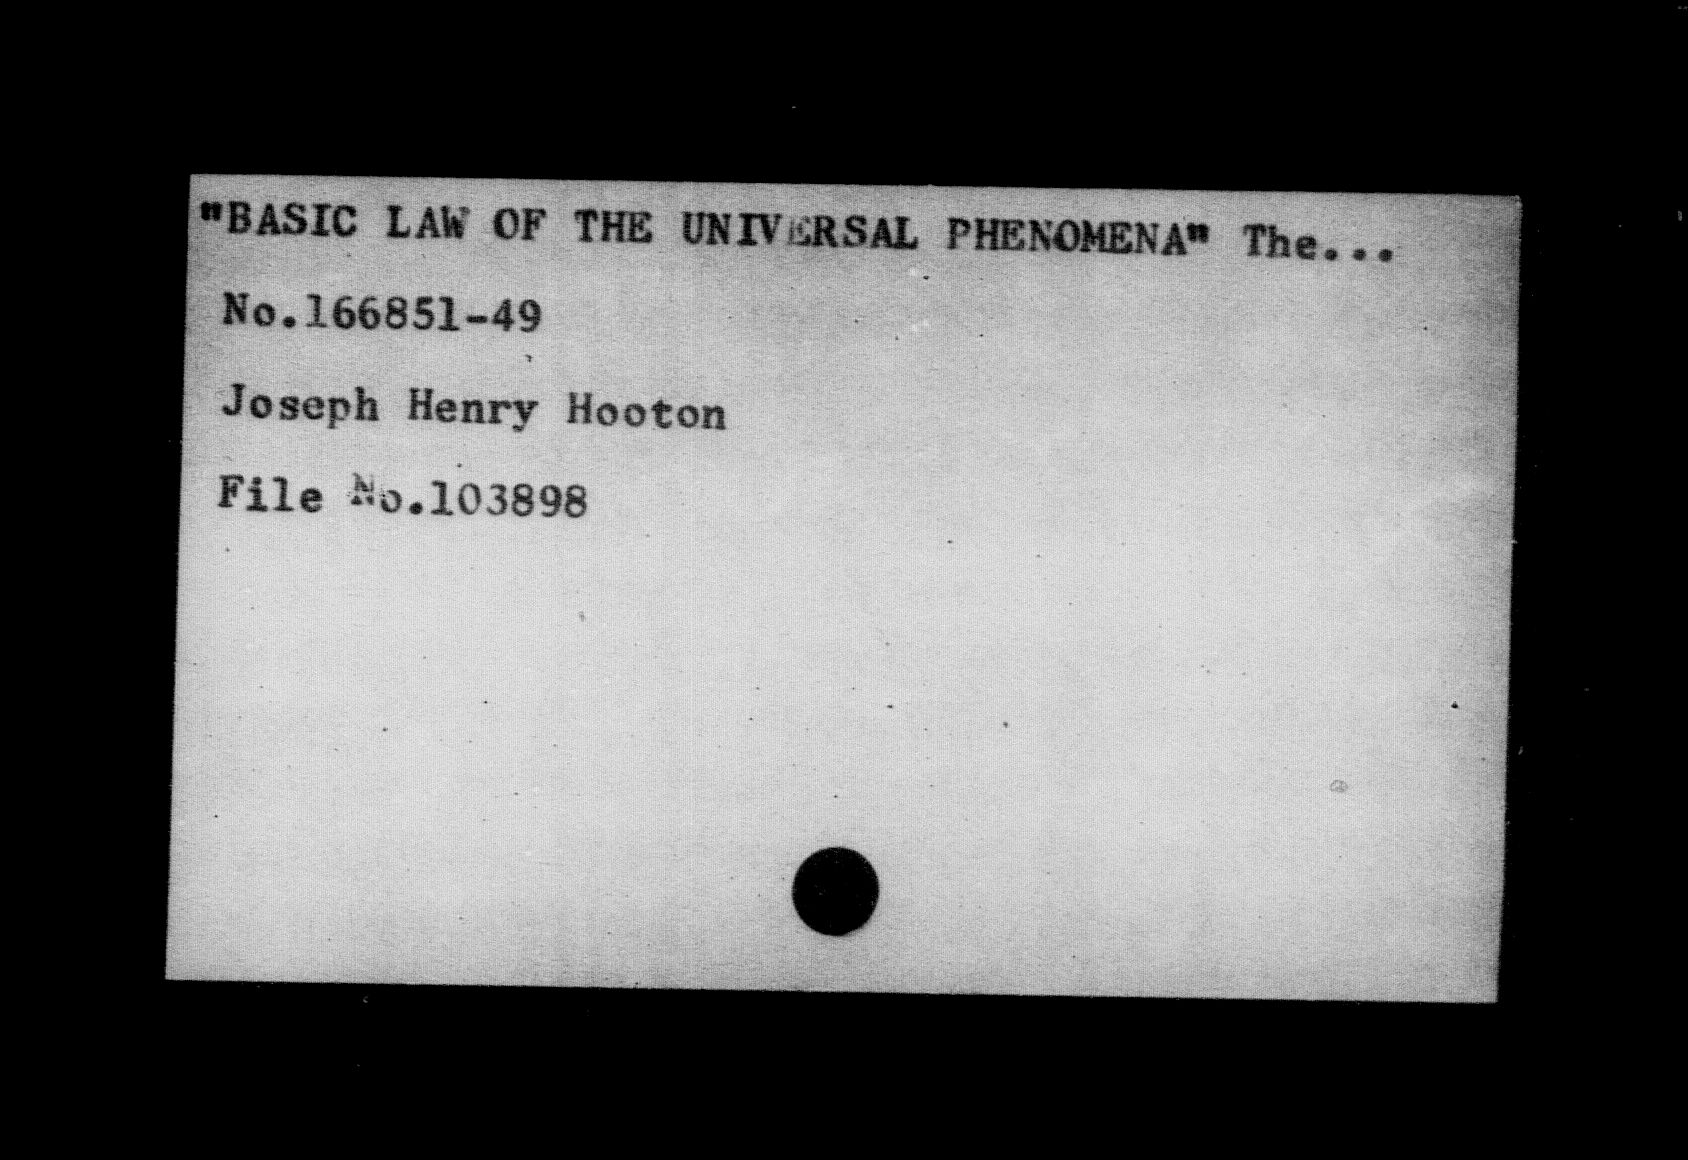 "BASIC LAW OF THE UNIVERSAL PHENOMENA" The...
No.166851-49
Joseph Henry Hooton
File No.103898